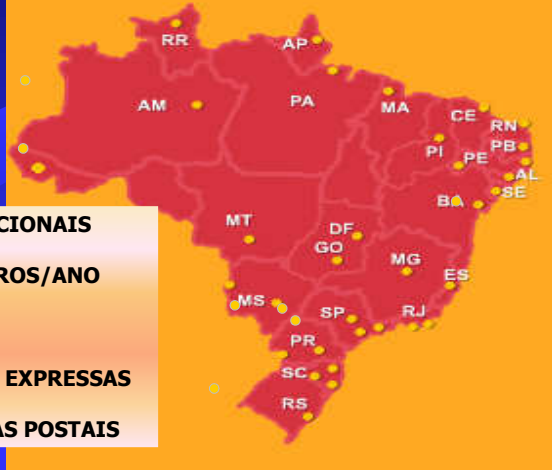 RR
AP
AM
PA
MA
CE
RN
PI
PB
PE
AL
SE
BA
MT
DF
GO
MG
ES
MS
SP
RJ
PR
SC
RS
CIONAIS
ROS/ANO
EXPRESSAS
AS POSTAIS